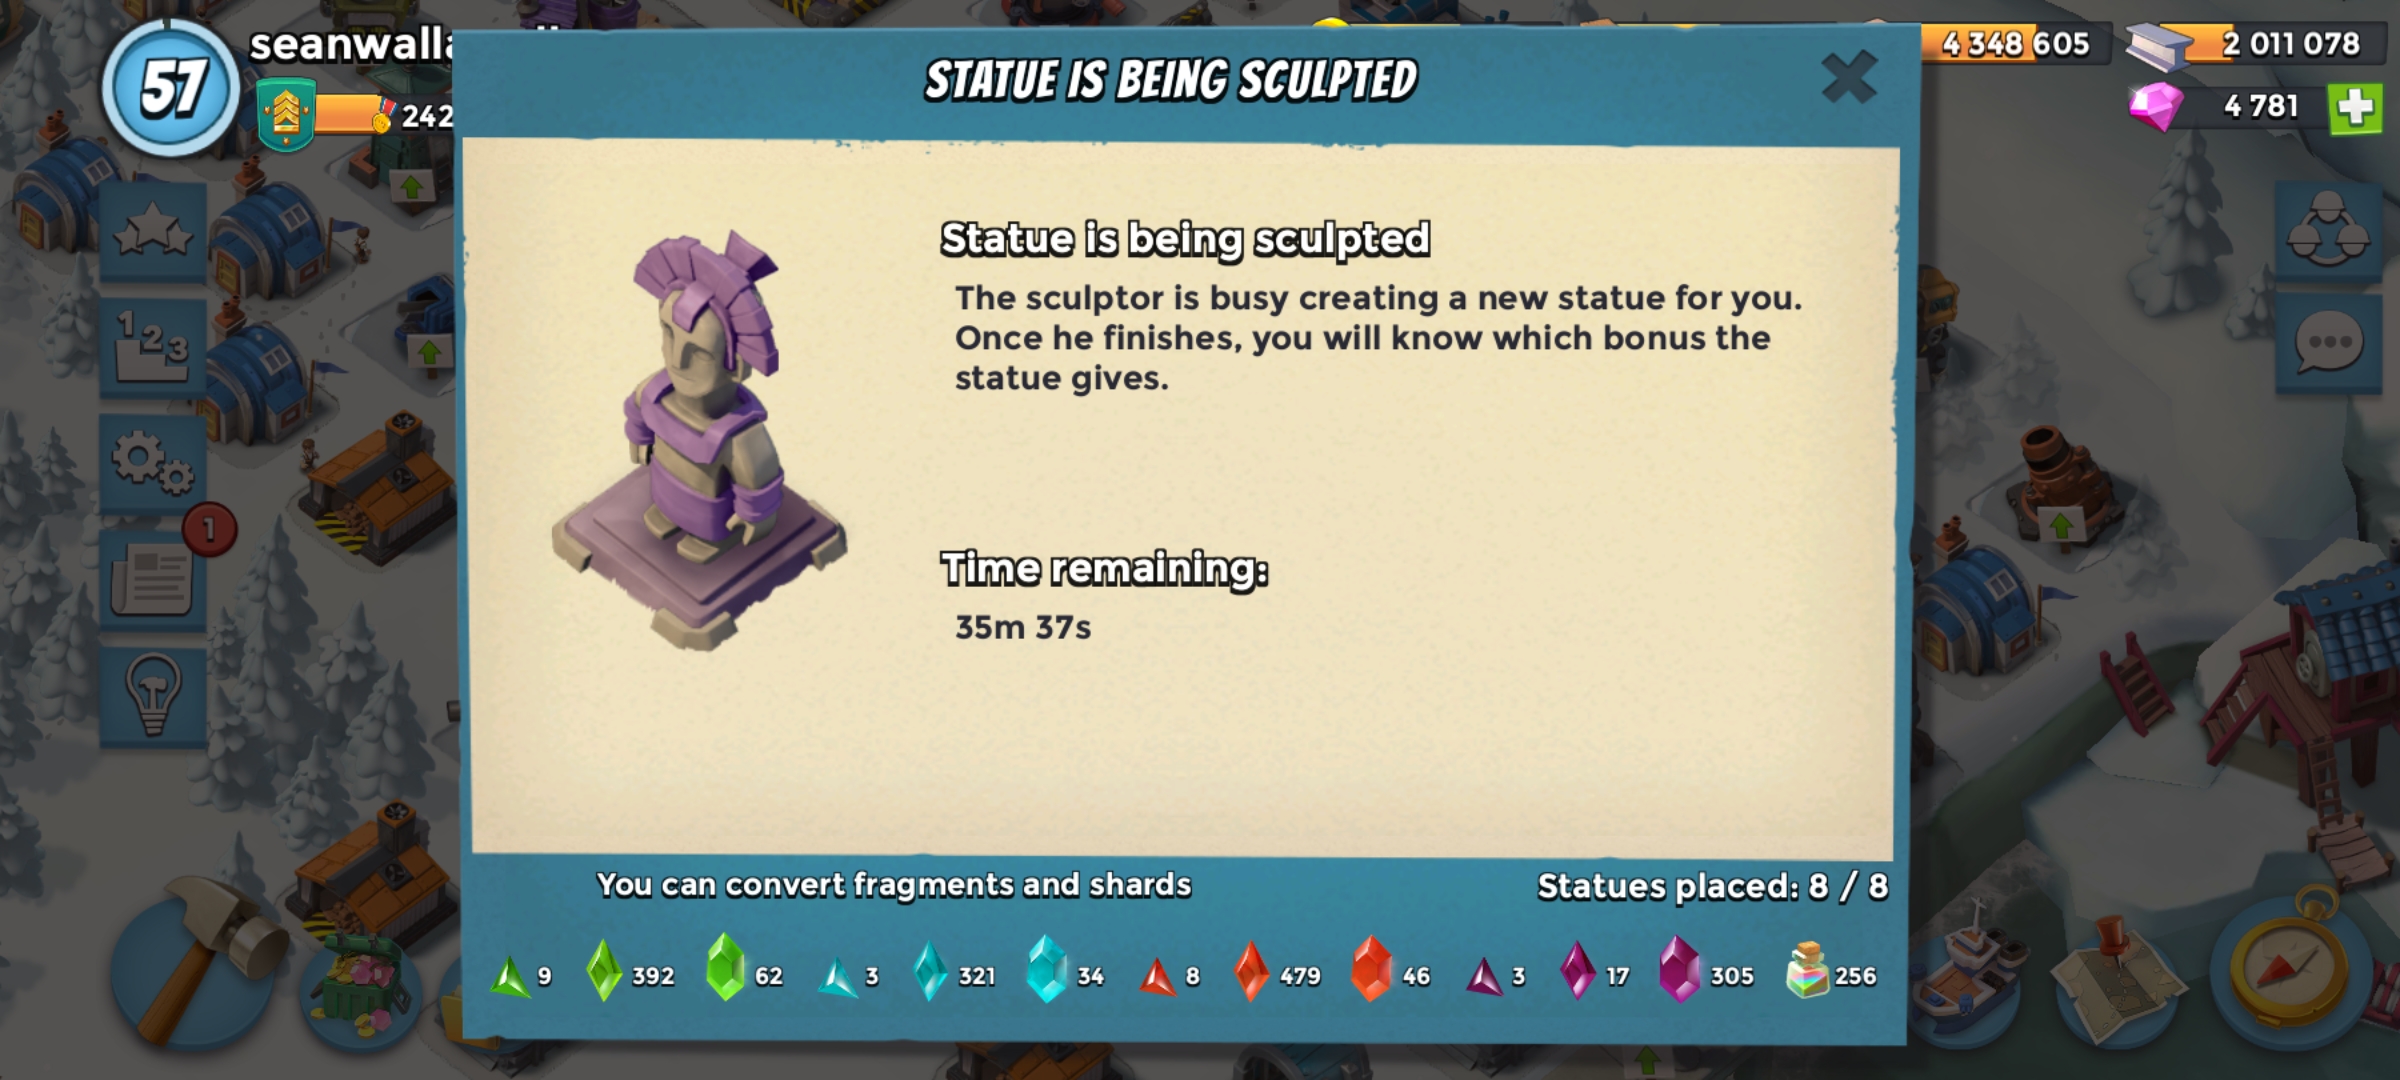 57
242
4 348 605
2 011 078
4 781
STATUE IS BEING SCULPTED
Statue is being sculpted
The sculptor is busy creating a new statue for you.
Once he finishes, you will know which bonus the
statue gives.
1 2 3
1
Time remaining:
35m 37s
You can convert fragments and shards
Statues placed: 8 / 8
9 392 62 3 321 34 8 479 46 3 17 305 256